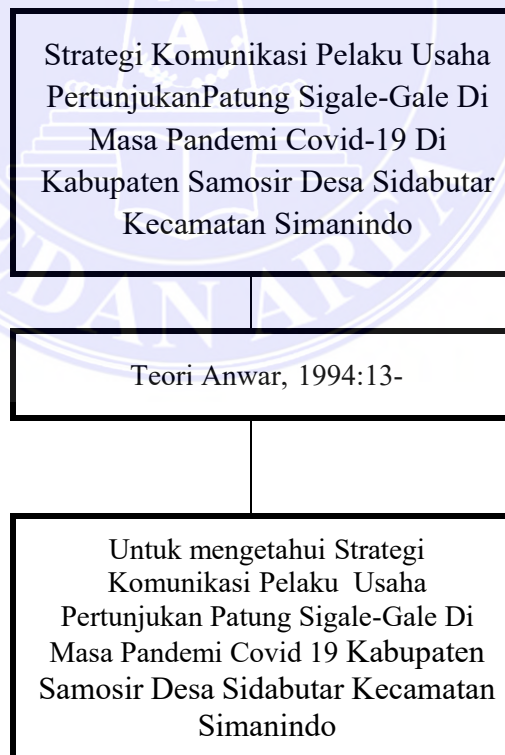 Strategi Komunikasi Pelaku Usaha
PertunjukanPatung Sigale-Gale Di
Masa Pandemi Covid-19 Di
Kabupaten Samosir Desa Sidabutar
Kecamatan Simanindo
DAN AREA
Teori Anwar, 1994:13-
Untuk mengetahui Strategi
Komunikasi Pelaku Usaha
Pertunjukan Patung Sigale-Gale Di
Masa Pandemi Covid 19 Kabupaten
Samosir Desa Sidabutar Kecamatan
Simanindo